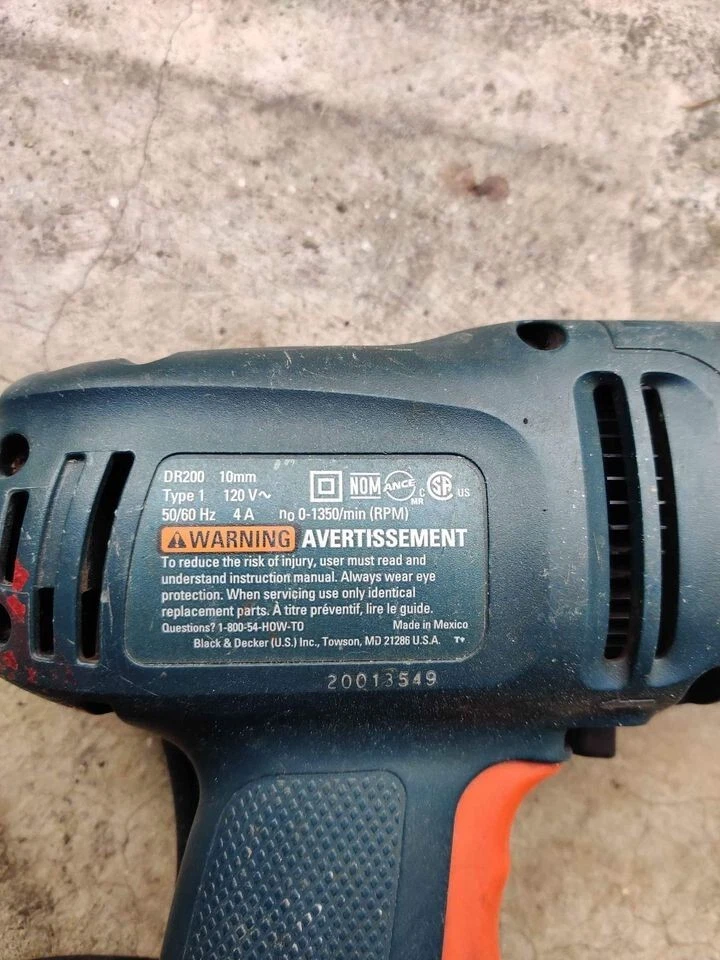 DR200 10mm
Type 1 120 V~
50/60 Hz 4 A no 0-1350/min (RPM)
NOM ANCE MR C SA US
WARNING AVERTISSEMENT
To reduce the risk of injury, user must read and
understand instruction manual. Always wear eye
protection. When servicing use only identical
replacement parts. À titre préventif, lire le guide.
Questions? 1-800-54-HOW-TO Made in Mexico
Black & Decker (U.S.) Inc., Towson, MD 21286 U.S.A.
20013549